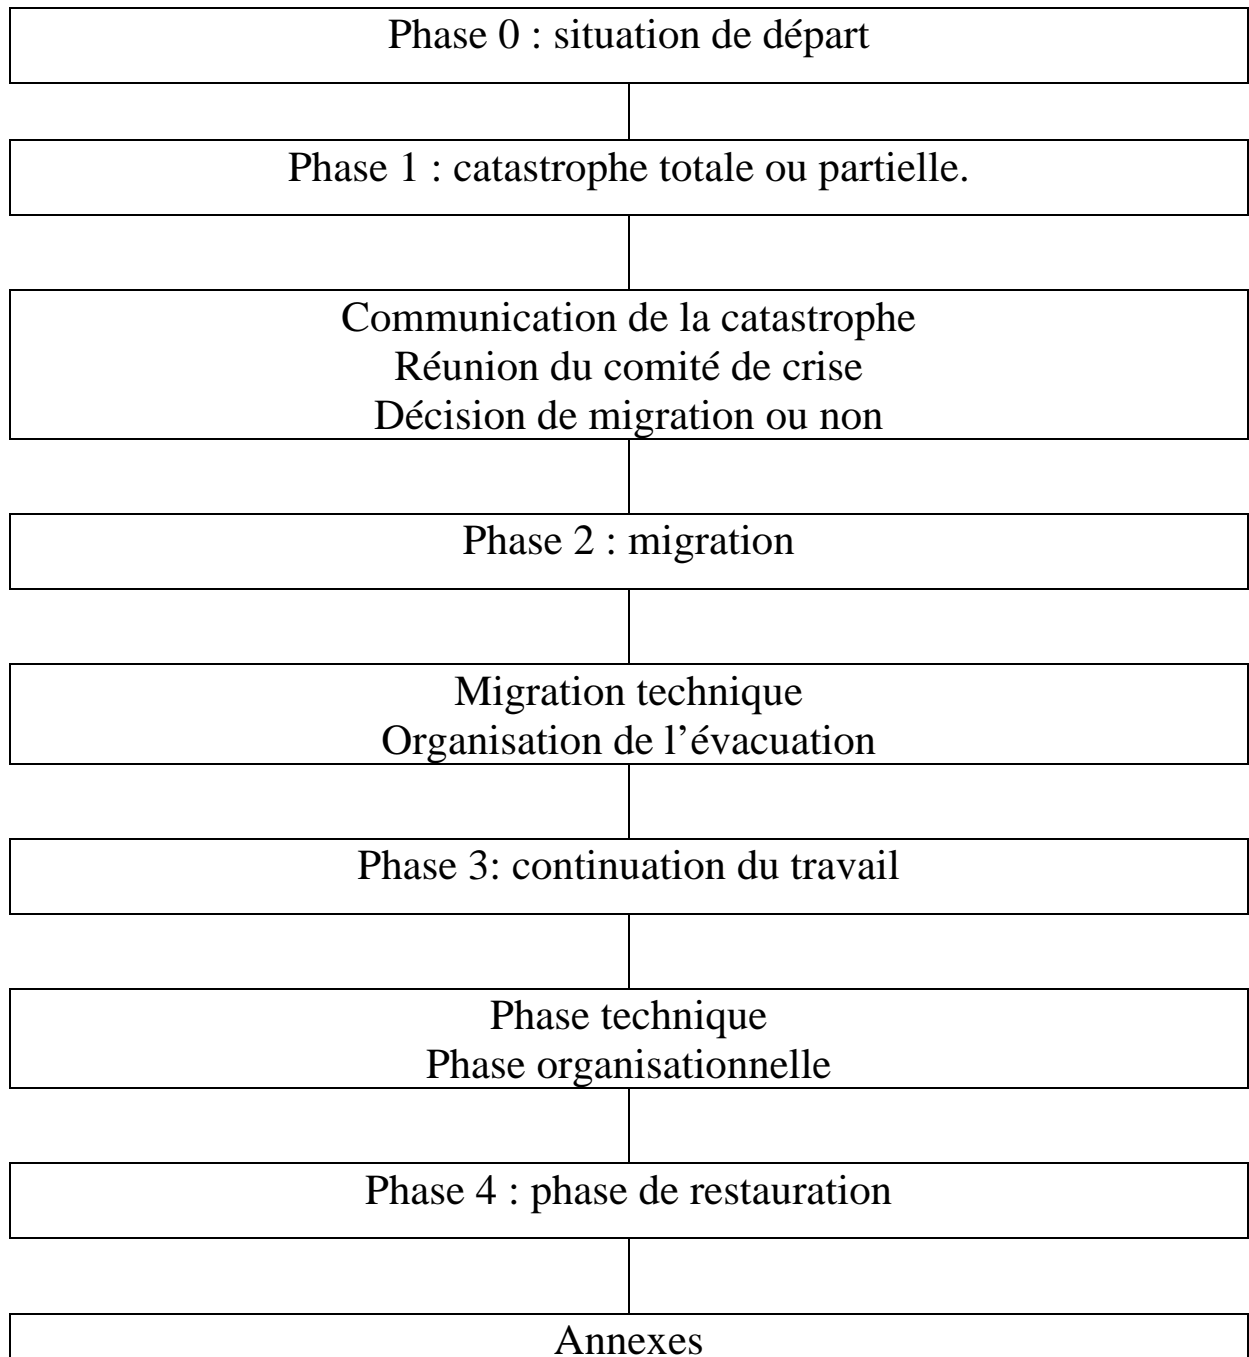 Phase 0 : situation de départ
Phase 1 : catastrophe totale ou partielle.
Communication de la catastrophe
Réunion du comité de crise
Décision de migration ou non
Phase 2 : migration
Migration technique
Organisation de l’évacuation
Phase 3: continuation du travail
Phase technique
Phase organisationnelle
Phase 4 : phase de restauration
Annexes